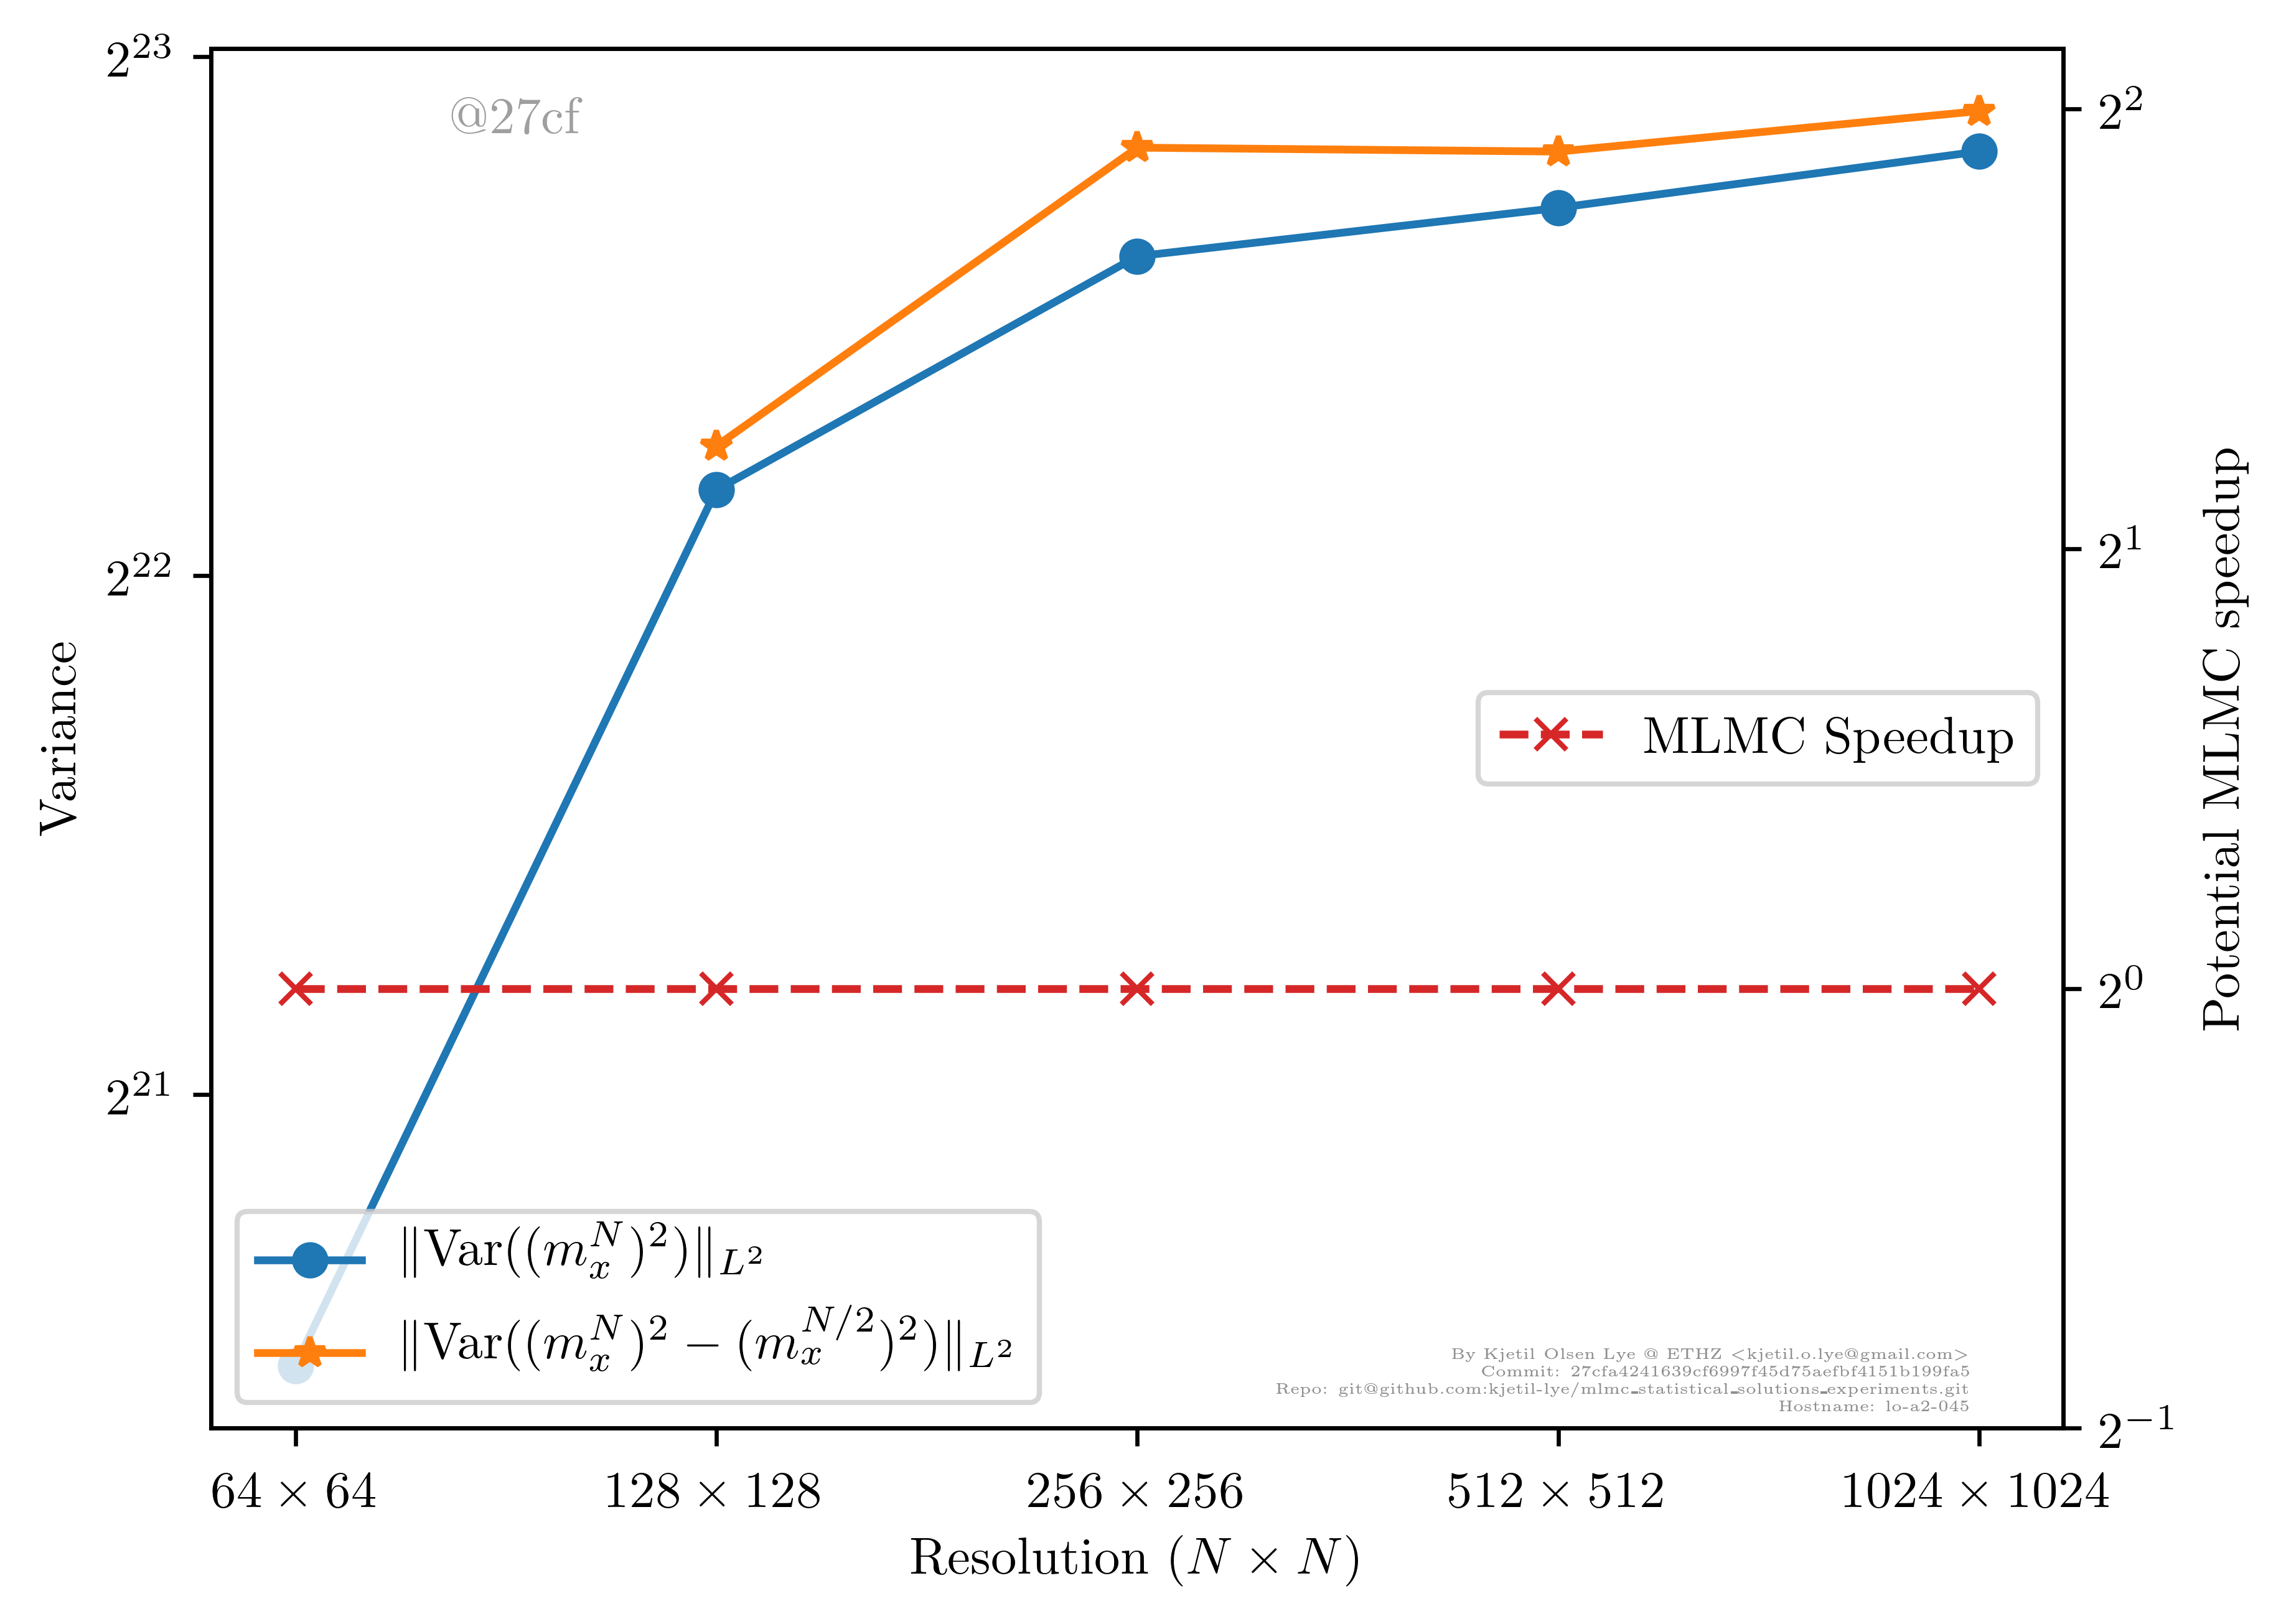 @27cf
2^23
2^22
2^21
Variance
2^2
2^1
2^0
2^−1
Potential MLMC speedup
MLMC Speedup
‖Var((m_x^N)^2)‖_{L^2}
‖Var((m_x^N)^2 − (m_x^{N/2})^2)‖_{L^2}
By Kjetil Olsen Lye @ ETHZ <kjetil.o.lye@gmail.com>
Commit: 27cfa4241639cf6997f45d75aefbf4151b199fa5
Repo: git@github.com:kjetil-lye/mlmc_statistical_solutions_experiments.git
Hostname: lo-a2-045
64 × 64 128 × 128 256 × 256 512 × 512 1024 × 1024
Resolution (N × N)